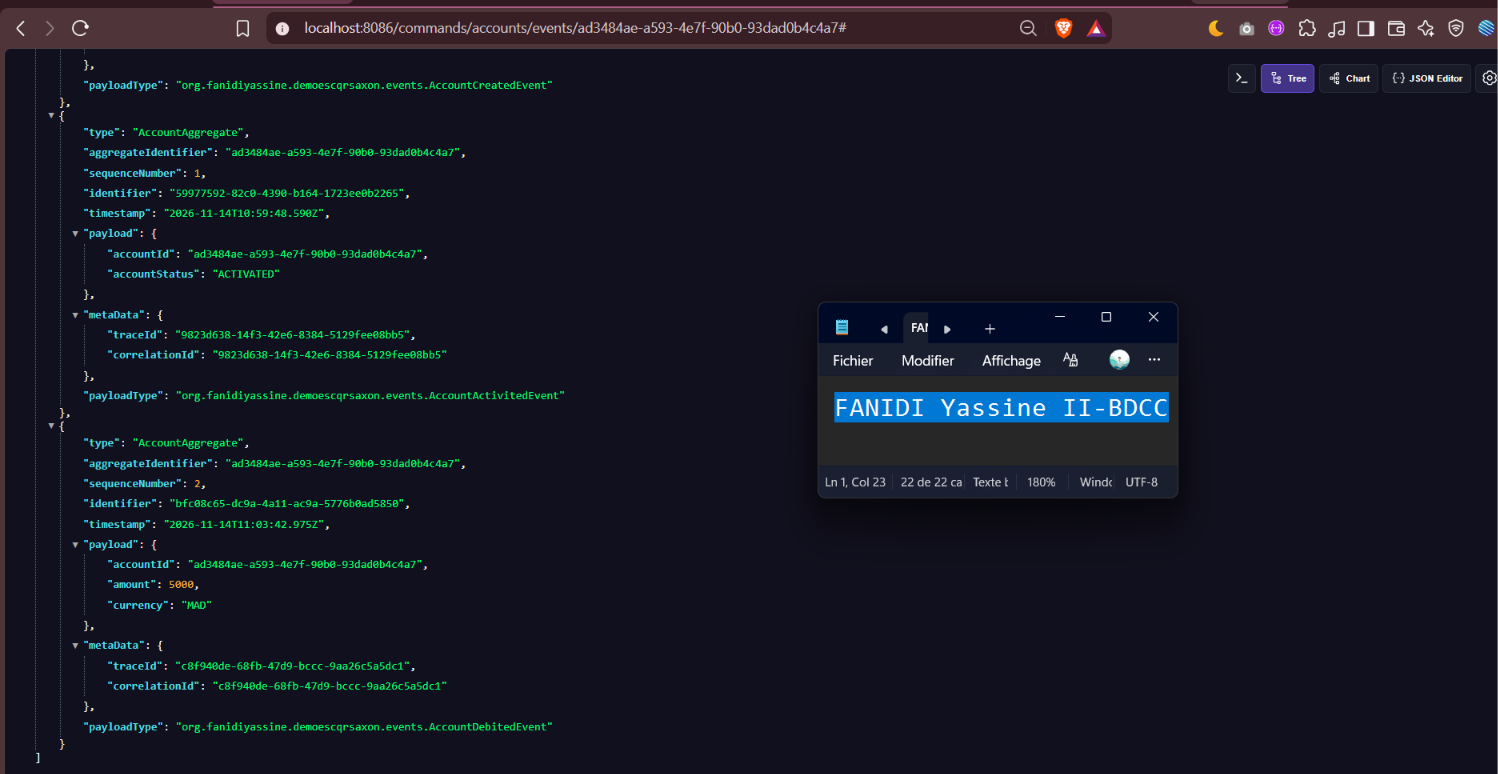 localhost:8086/commands/accounts/events/ad3484ae-a593-4e7f-90b0-93dad0b4c4a7#
Tree
Chart
{··} JSON Editor
},
"payloadType": "org.fanidiyassine.demoescqrsaxon.events.AccountCreatedEvent"
},
{
"type": "AccountAggregate",
"aggregateIdentifier": "ad3484ae-a593-4e7f-90b0-93dad0b4c4a7",
"sequenceNumber": 1,
"identifier": "59977592-82c0-4390-b164-1723ee0b2265",
"timestamp": "2026-11-14T10:59:48.590Z",
"payload": {
"accountId": "ad3484ae-a593-4e7f-90b0-93dad0b4c4a7",
"accountStatus": "ACTIVATED"
},
"metaData": {
"traceId": "9823d638-14f3-42e6-8384-5129fee08bb5",
"correlationId": "9823d638-14f3-42e6-8384-5129fee08bb5"
},
"payloadType": "org.fanidiyassine.demoescqrsaxon.events.AccountActivitedEvent"
},
{
"type": "AccountAggregate",
"aggregateIdentifier": "ad3484ae-a593-4e7f-90b0-93dad0b4c4a7",
"sequenceNumber": 2,
"identifier": "bfc08c65-dc9a-4a11-ac9a-5776b0ad5850",
"timestamp": "2026-11-14T11:03:42.975Z",
"payload": {
"accountId": "ad3484ae-a593-4e7f-90b0-93dad0b4c4a7",
"amount": 5000,
"currency": "MAD"
},
"metaData": {
"traceId": "c8f940de-68fb-47d9-bccc-9aa26c5a5dc1",
"correlationId": "c8f940de-68fb-47d9-bccc-9aa26c5a5dc1"
},
"payloadType": "org.fanidiyassine.demoescqrsaxon.events.AccountDebitedEvent"
}
]
FAN
Fichier Modifier Affichage
FANIDI Yassine II-BDCC
Ln 1, Col 23 22 de 22 ca Texte 180% Windo UTF-8